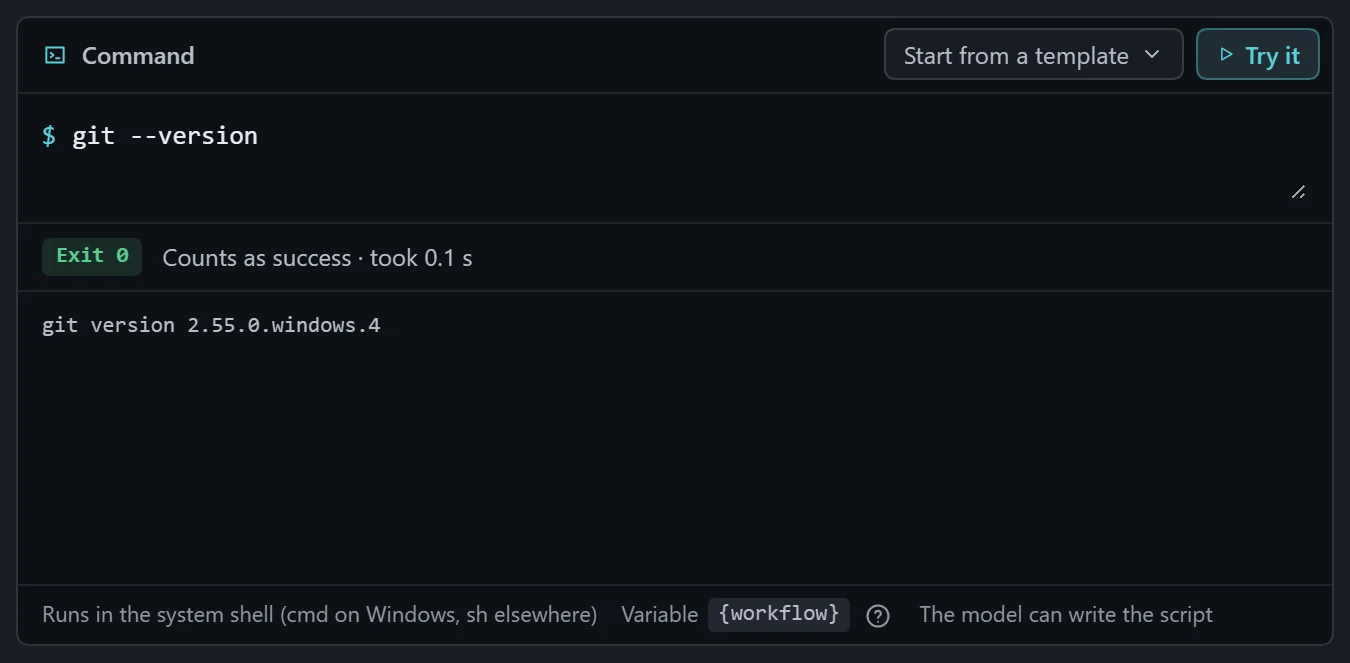 Command
Start from a template
Try it
$ git --version
Exit 0 Counts as success · took 0.1 s
git version 2.55.0.windows.4
Runs in the system shell (cmd on Windows, sh elsewhere) Variable {workflow} ? The model can write the script